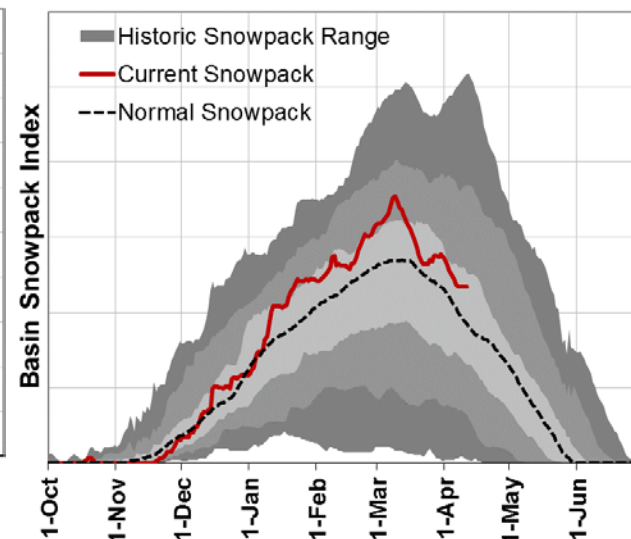 Historic Snowpack Range
Current Snowpack
Normal Snowpack
Basin Snowpack Index
1-Oct
1-Nov
1-Dec
1-Jan
1-Feb
1-Mar
1-Apr
1-May
1-Jun